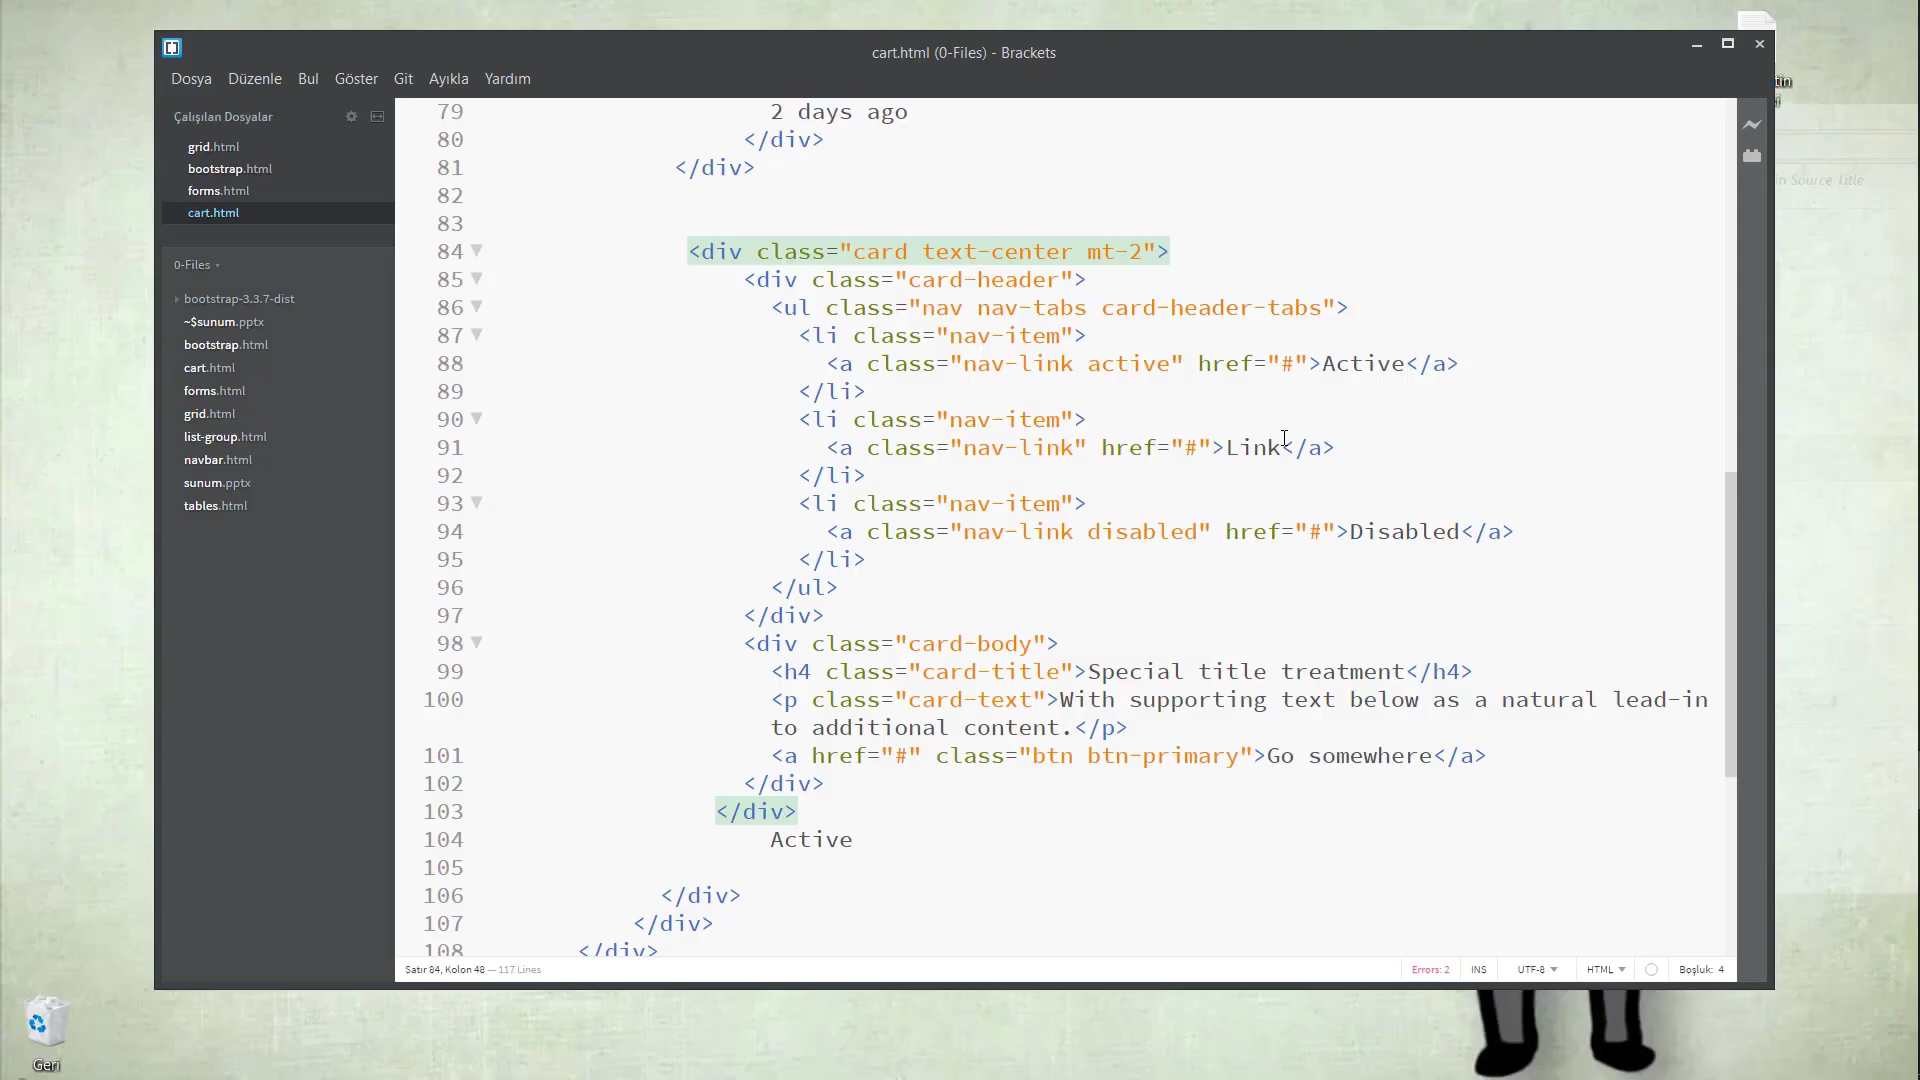 cart.html (0-Files) - Brackets
Dosya Düzenle Bul Göster Git Ayıkla Yardım
Çalışılan Dosyalar
grid.html
bootstrap.html
forms.html
cart.html
0-Files
bootstrap-3.3.7-dist
~$sunum.pptx
bootstrap.html
cart.html
forms.html
grid.html
list-group.html
navbar.html
sunum.pptx
tables.html
79 2 days ago
80 </div>
81 </div>
82
83
84 <div class="card text-center mt-2">
85 <div class="card-header">
86 <ul class="nav nav-tabs card-header-tabs">
87 <li class="nav-item">
88 <a class="nav-link active" href="#">Active</a>
89 </li>
90 <li class="nav-item">
91 <a class="nav-link" href="#">Link</a>
92 </li>
93 <li class="nav-item">
94 <a class="nav-link disabled" href="#">Disabled</a>
95 </li>
96 </ul>
97 </div>
98 <div class="card-body">
99 <h4 class="card-title">Special title treatment</h4>
100 <p class="card-text">With supporting text below as a natural lead-in
to additional content.</p>
101 <a href="#" class="btn btn-primary">Go somewhere</a>
102 </div>
103 </div>
104 Active
105
106 </div>
107 </div>
108 </div>
Satır 84, Kolon 48 — 117 Lines
Errors: 2 INS UTF-8 HTML Boşluk: 4
tin
in Source Title
Geri